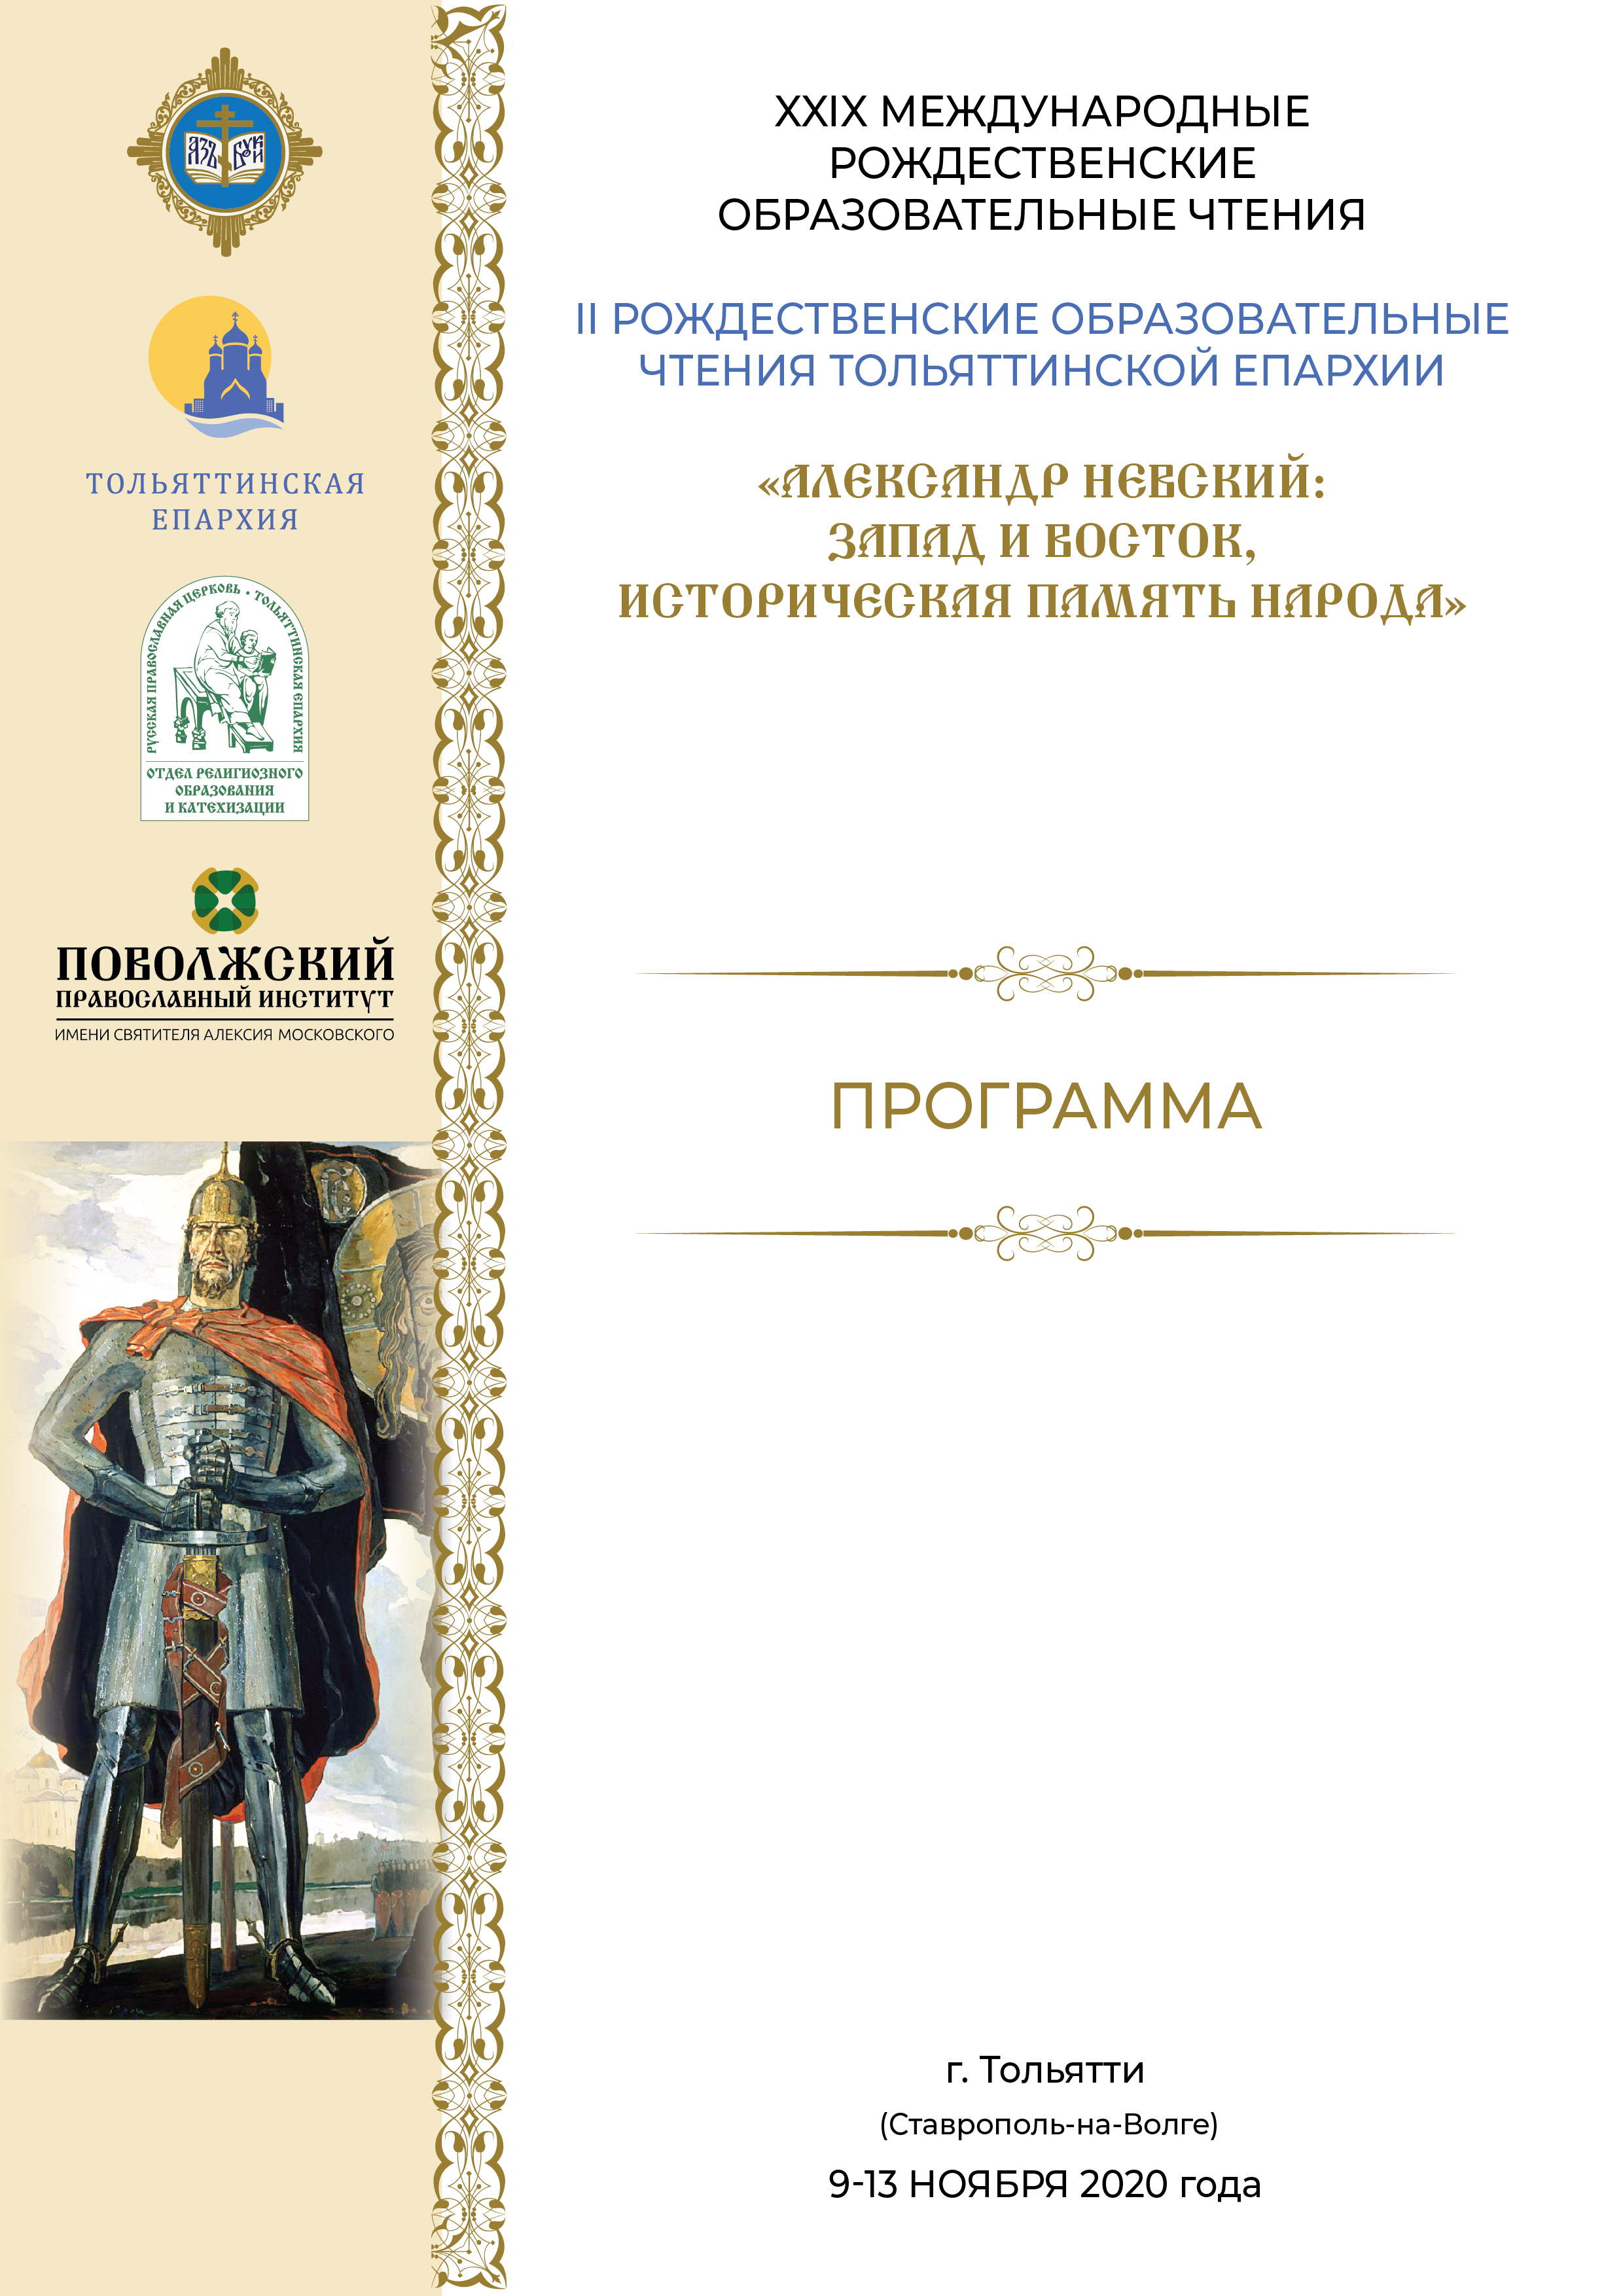 АЗЪ БУКИ
ТОЛЬЯТТИНСКАЯ
ЕПАРХИЯ
РУССКАЯ ПРАВОСЛАВНАЯ ЦЕРКОВЬ • ТОЛЬЯТТИНСКАЯ ЕПАРХИЯ
ОТДЕЛ РЕЛИГИОЗНОГО
ОБРАЗОВАНИЯ
И КАТЕХИЗАЦИИ
ПОВОЛЖСКИЙ
ПРАВОСЛАВНЫЙ ИНСТИТУТ
ИМЕНИ СВЯТИТЕЛЯ АЛЕКСИЯ МОСКОВСКОГО
XXIX МЕЖДУНАРОДНЫЕ
РОЖДЕСТВЕНСКИЕ
ОБРАЗОВАТЕЛЬНЫЕ ЧТЕНИЯ
II РОЖДЕСТВЕНСКИЕ ОБРАЗОВАТЕЛЬНЫЕ
ЧТЕНИЯ ТОЛЬЯТТИНСКОЙ ЕПАРХИИ
«АЛЕКСАНДР НЕВСКИЙ:
ЗАПАД И ВОСТОК,
ИСТОРИЧЕСКАЯ ПАМЯТЬ НАРОДА»
ПРОГРАММА
г. Тольятти
(Ставрополь-на-Волге)
9-13 НОЯБРЯ 2020 года